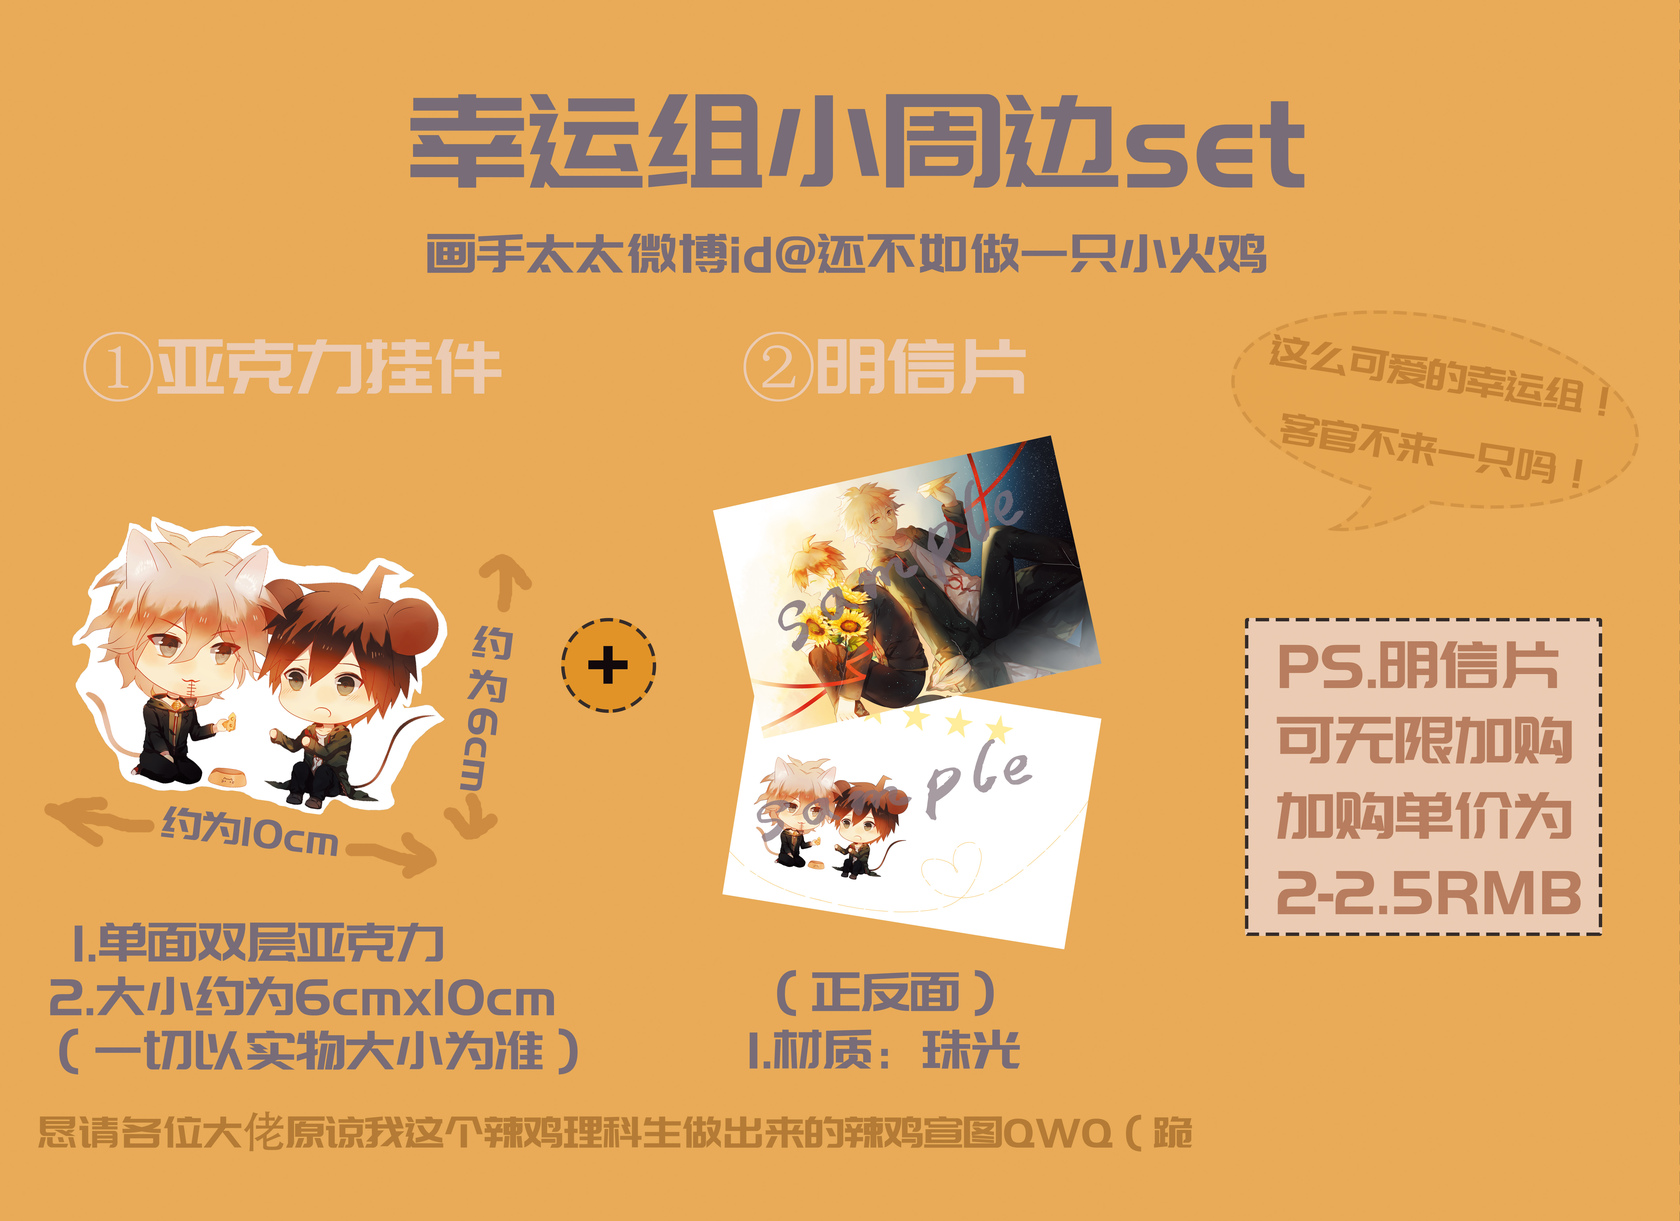 幸运组小周边set
画手太太微博id@还不如做一只小火鸡
①亚克力挂件
②明信片
这么可爱的幸运组！
客官不来一只吗！
约为6cm
约为10cm
+
Sample
Sample
PS.明信片
可无限加购
加购单价为
2-2.5RMB
1.单面双层亚克力
2.大小约为6cmx10cm
（一切以实物大小为准）
（正反面）
1.材质：珠光
恳请各位大佬原谅我这个辣鸡理科生做出来的辣鸡宣图QWQ（跪